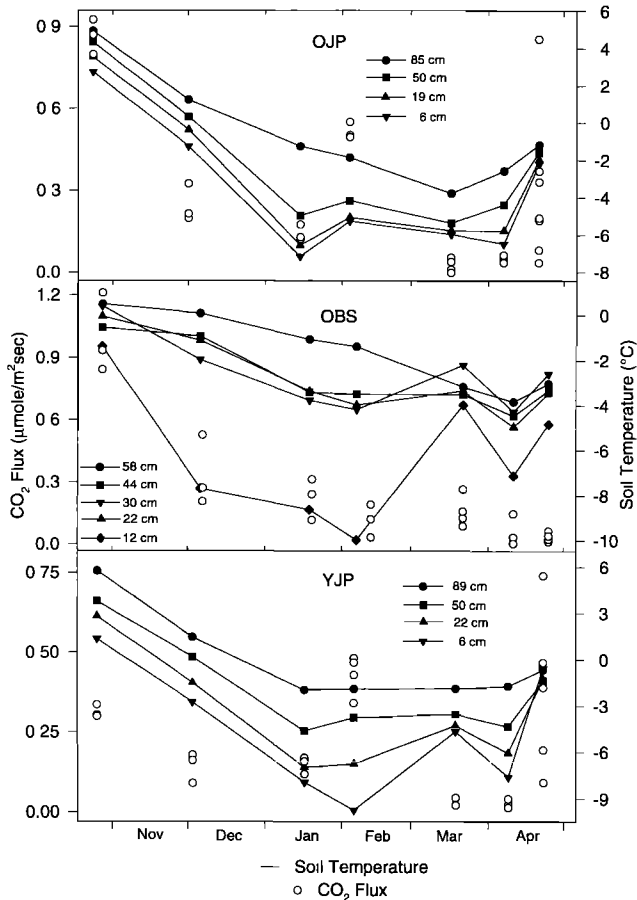 OJP
0 9
0 6
0.3
0.0
6
4
2
0
-2
-4
-6
-8
85 cm
50 cm
19 cm
6 cm
OBS
1.2
0.9
0 6
0.3
0.0
0
-2
-4
-6
-8
-10
58 cm
44 cm
30 cm
22 cm
12 cm
CO2 Flux (μmole/m²sec)
Soil Temperature (°C)
YJP
0.75
0.50
0.25
0.00
6
3
0
-3
-6
-9
89 cm
50 cm
22 cm
6 cm
Nov Dec Jan Feb Mar Apr
— Soil Temperature
○ CO2 Flux